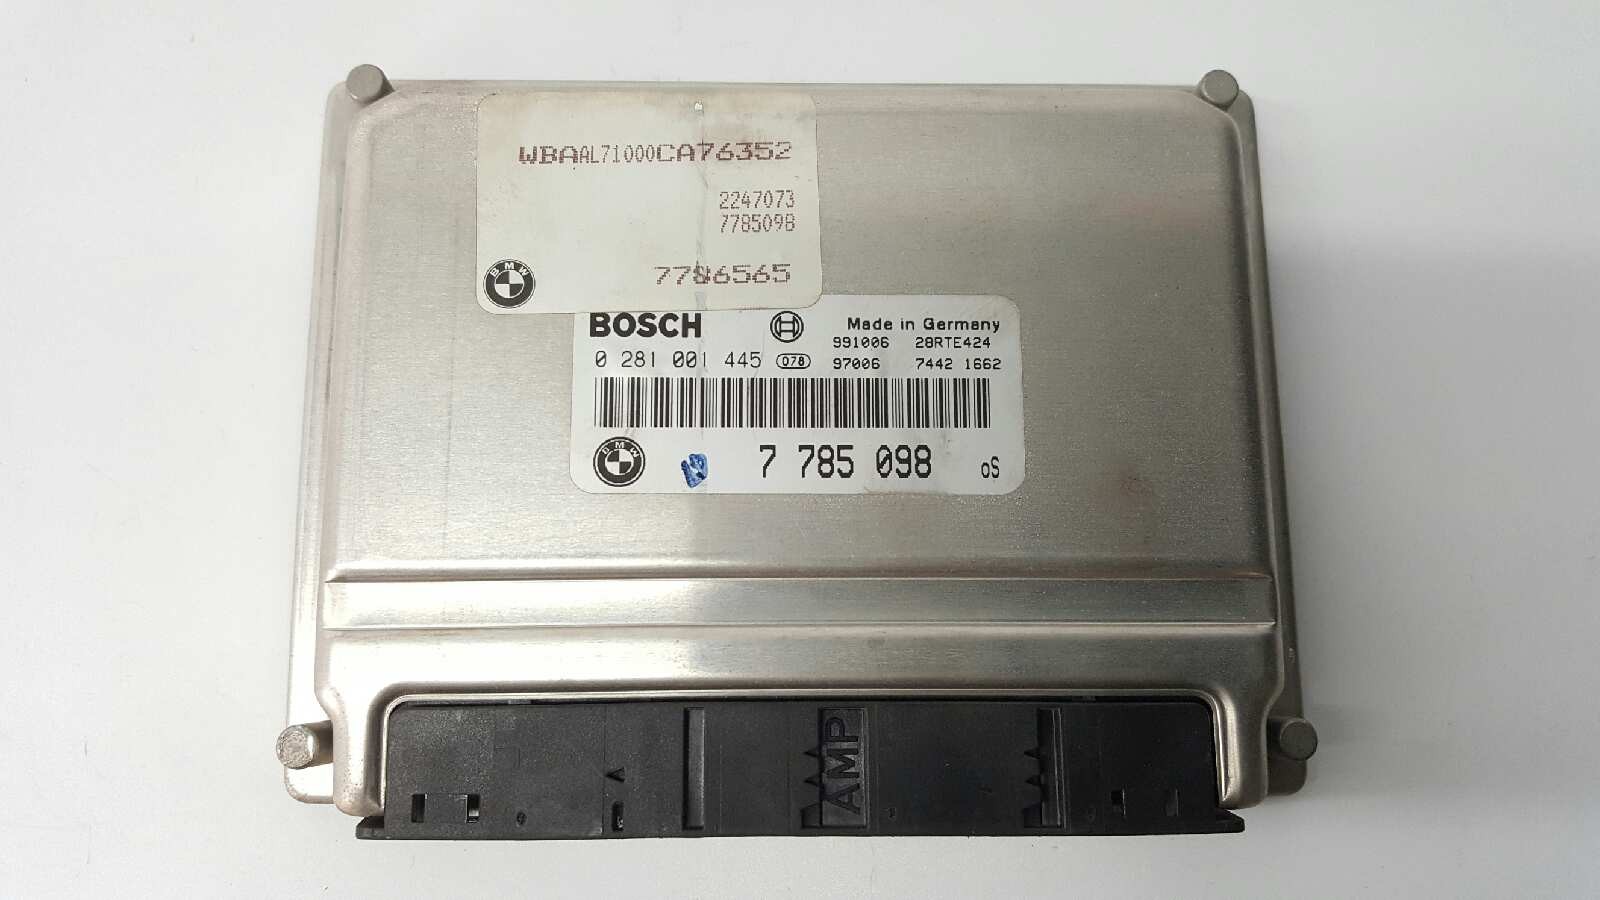 WBAAL71000CA76352
2247073
7785098
BMW
7786565
BOSCH
Made in Germany
991006 28RTE424
0 281 001 445 078 97006 7442 1662
BMW
7 785 098 oS
AMP